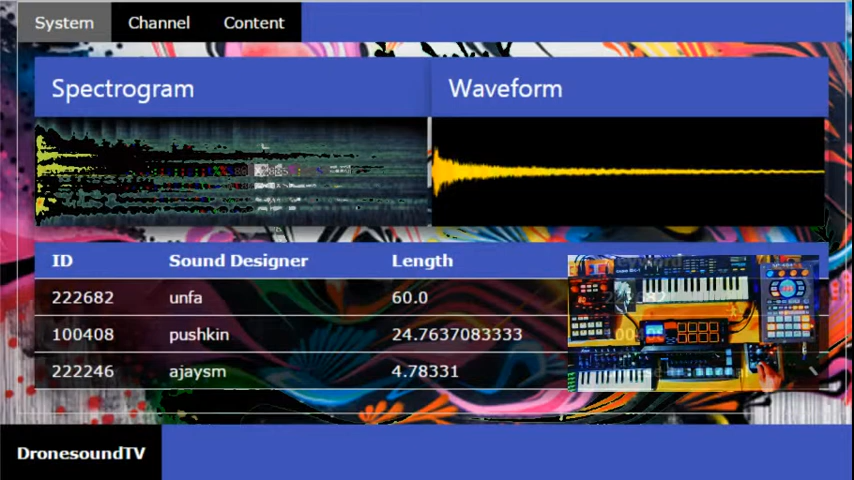 System Channel Content
Spectrogram Waveform
ID Sound Designer Length
222682 unfa 60.0
100408 pushkin 24.7637083333
222246 ajaysm 4.78331
DronesoundTV